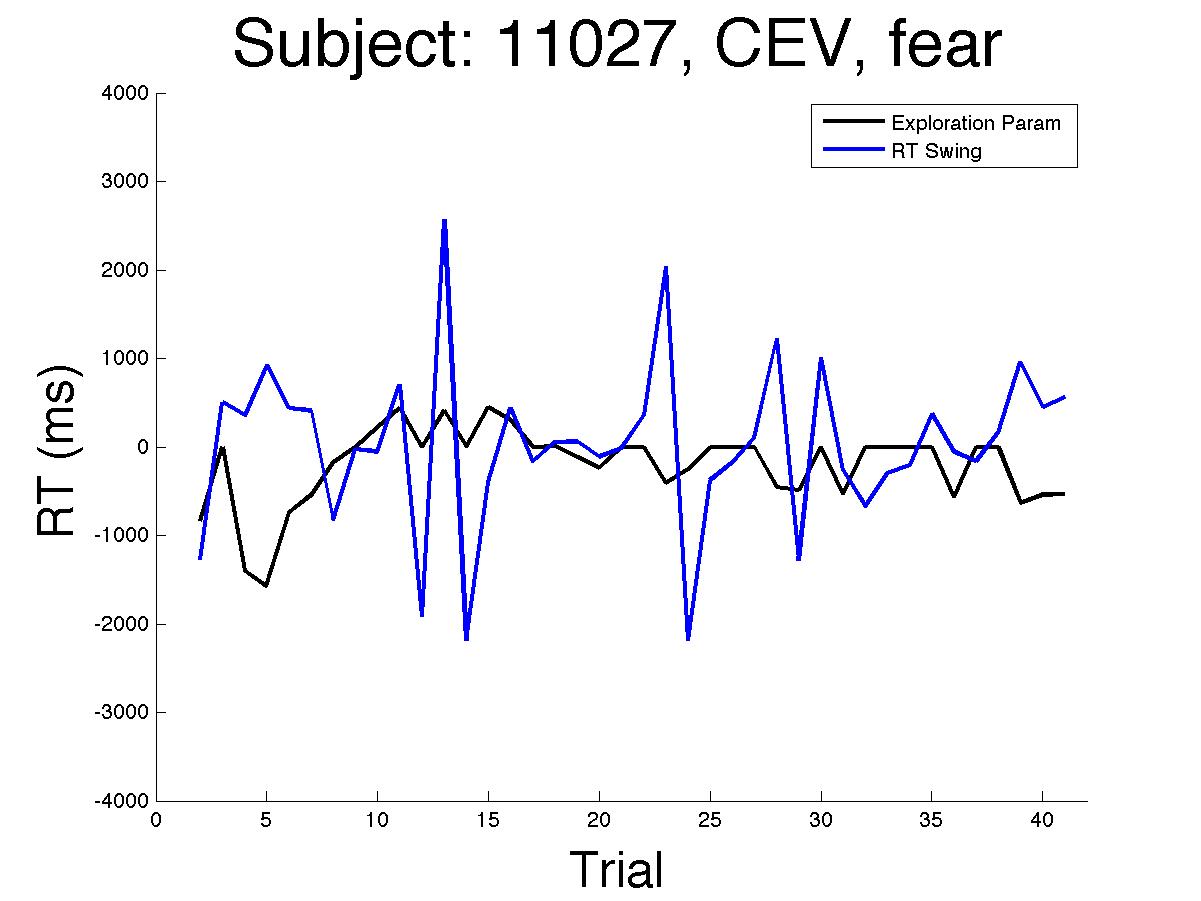 Subject: 11027, CEV, fear
Exploration Param
RT Swing
4000
3000
2000
1000
0
-1000
-2000
-3000
-4000
RT (ms)
0 5 10 15 20 25 30 35 40
Trial